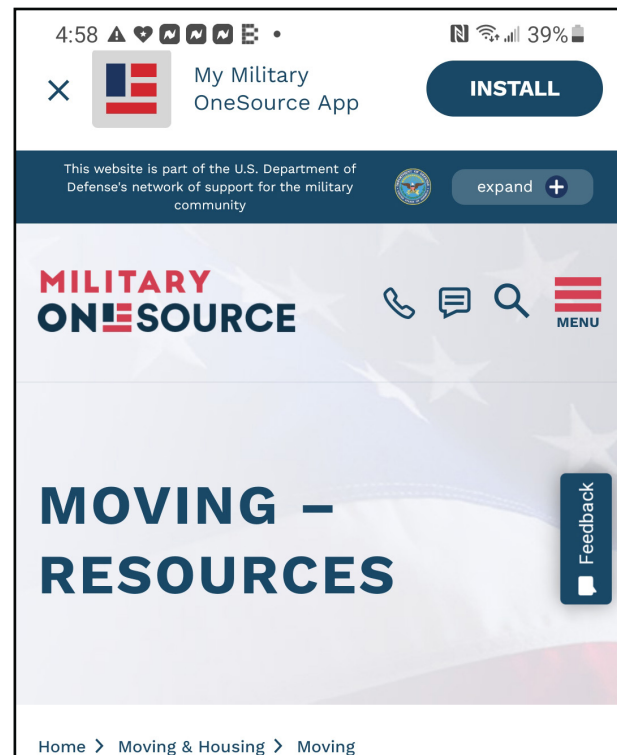 4:58 39%
My Military
OneSource App
INSTALL
This website is part of the U.S. Department of
Defense's network of support for the military
community
expand
MILITARY
ONESOURCE
MENU
MOVING –
RESOURCES
Feedback
Home > Moving & Housing > Moving